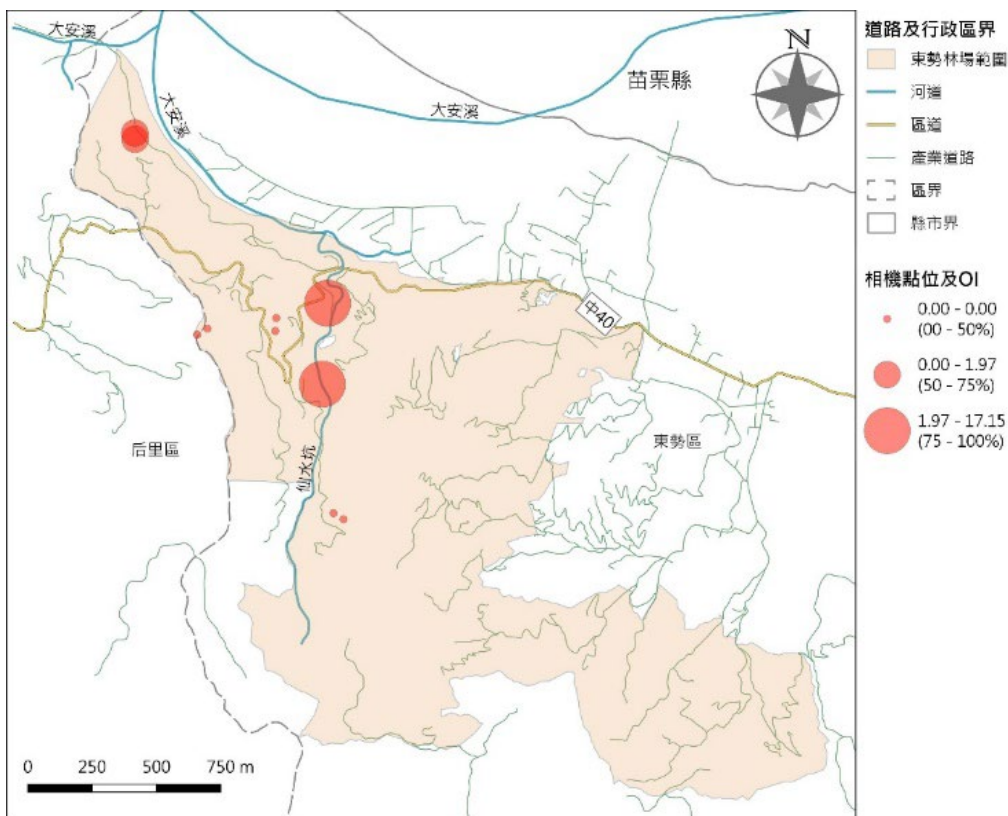 大安溪
大安溪
大安溪
苗栗縣
N
中40
后里區
仙水坑
東勢區
0 250 500 750 m
道路及行政區界
東勢林場範圍
河道
區道
產業道路
區界
縣市界
相機點位及OI
0.00 - 0.00
(00 - 50%)
0.00 - 1.97
(50 - 75%)
1.97 - 17.15
(75 - 100%)